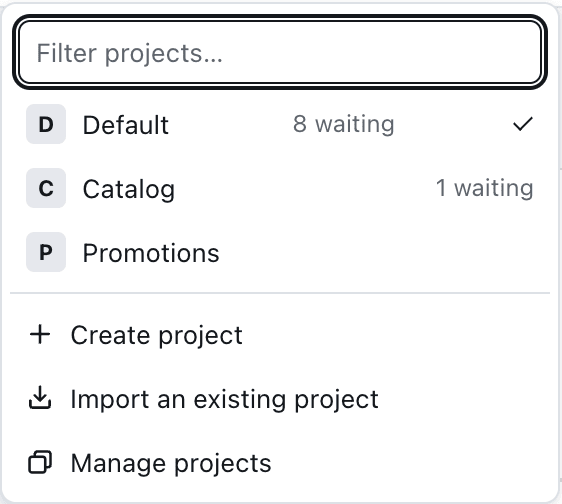 Filter projects...
D Default 8 waiting
C Catalog 1 waiting
P Promotions
Create project
Import an existing project
Manage projects